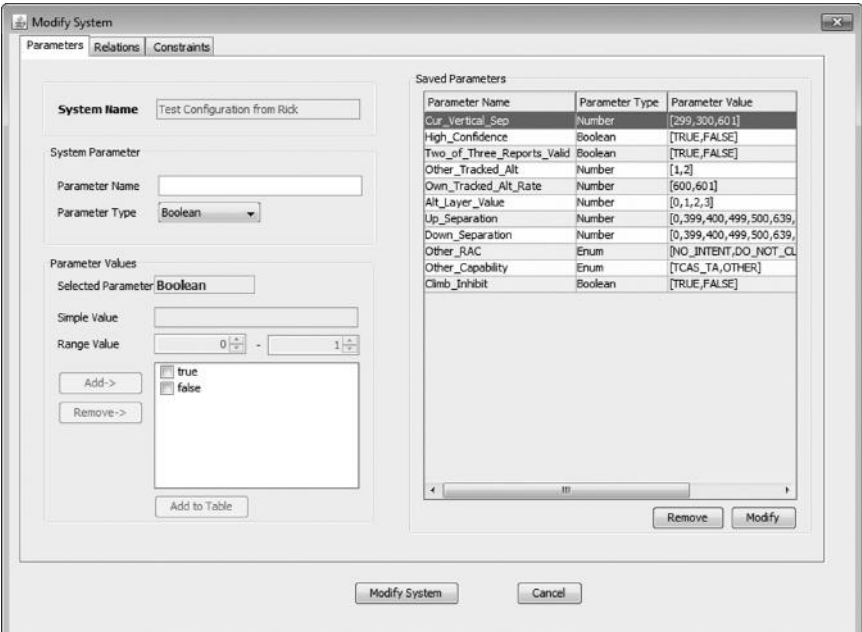 Modify System
Parameters Relations Constraints
System Name Test Configuration from Rick
System Parameter
Parameter Name
Parameter Type Boolean
Parameter Values
Selected Parameter Boolean
Simple Value
Range Value 0 - 1
Add->
Remove->
true
false
Add to Table
Saved Parameters
Parameter Name Parameter Type Parameter Value
Cur_Vertical_Sep Number [299,300,601]
High_Confidence Boolean [TRUE,FALSE]
Two_of_Three_Reports_Valid Boolean [TRUE,FALSE]
Other_Tracked_Alt Number [1,2]
Own_Tracked_Alt_Rate Number [600,601]
Alt_Layer_Value Number [0,1,2,3]
Up_Separation Number [0,399,400,499,500,639,
Down_Separation Number [0,399,400,499,500,639,
Other_RAC Enum [NO_INTENT,DO_NOT_CL
Other_Capability Enum [TCAS_TA,OTHER]
Climb_Inhibit Boolean [TRUE,FALSE]
Remove Modify
Modify System Cancel